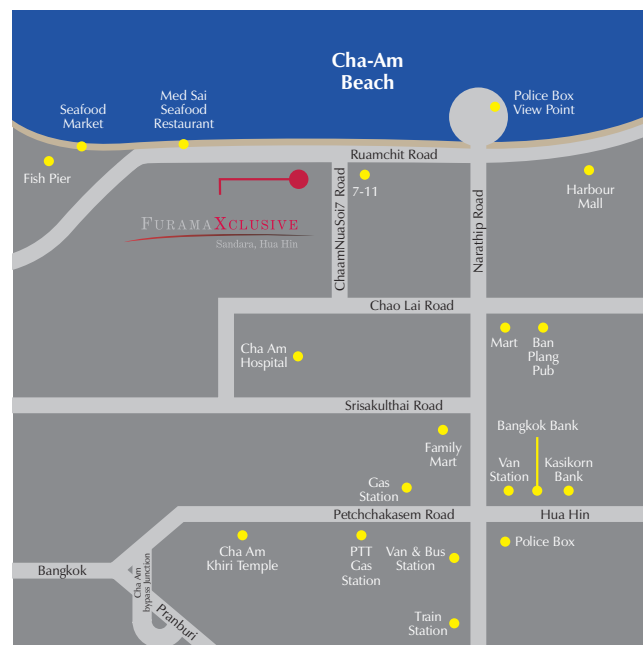 Cha-Am
Beach
Police Box
View Point
Seafood
Market
Med Sai
Seafood
Restaurant
Ruamchit Road
Fish Pier
7-11
Harbour
Mall
ChaamNuaSoi7 Road
Narathip Road
FURAMAXCLUSIVE
Sandara, Hua Hin
Chao Lai Road
Cha Am
Hospital
Mart
Ban
Plang
Pub
Srisakulthai Road
Family
Mart
Bangkok Bank
Van
Station
Kasikorn
Bank
Gas
Station
Petchchakasem Road
Hua Hin
Cha Am
Khiri Temple
PTT
Gas
Station
Van & Bus
Station
Police Box
Bangkok
Cha Am
bypass Junction
Pranburi
Train
Station